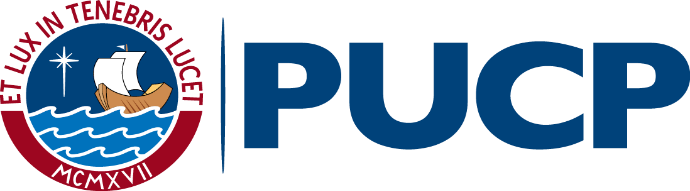 ET LUX IN TENEBRIS LUCET
MCMXVII
PUCP